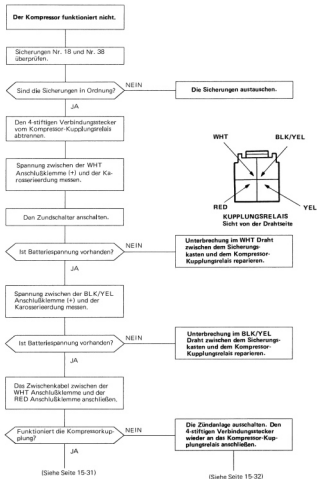 Der Kompressor funktioniert nicht.
Sicherungen Nr. 18 und Nr. 38
überprüfen.
Sind die Sicherungen in Ordnung?
NEIN
Die Sicherungen austauschen.
JA
Den 4-stiftigen Verbindungsstecker
vom Kompressor-Kupplungsrelais
abtrennen.
Spannung zwischen der WHT
Anschlußklemme (+) und der Ka-
rosserieerdung messen.
WHT
BLK/YEL
RED
YEL
KUPPLUNGSRELAIS
Sicht von der Drahtseite
Den Zundschalter anschalten.
Ist Batteriespannung vorhanden?
NEIN
Unterbrechung im WHT Draht
zwischen dem Sicherungs-
kasten und dem Kompressor-
Kupplungsrelais reparieren.
JA
Spannung zwischen der BLK/YEL
Anschlußklemme (+) und der
Karosserieerdung messen.
Ist Batteriespannung vorhanden?
NEIN
Unterbrechung im BLK/YEL
Draht zwischen dem Sicherungs-
kasten und dem Kompressor-
Kupplungsrelais reparieren.
JA
Das Zwischenkabel zwischen der
WHT Anschlußklemme und der
RED Anschlußklemme anschließen.
Funktioniert die Kompressorkup-
plung?
NEIN
Die Zündanlage ausschalten. Den
4-stiftigen Verbindungsstecker
wieder an das Kompressor-Kup-
plungsrelais anschließen.
JA
(Siehe Seite 15-31)
(Siehe Seite 15-32)